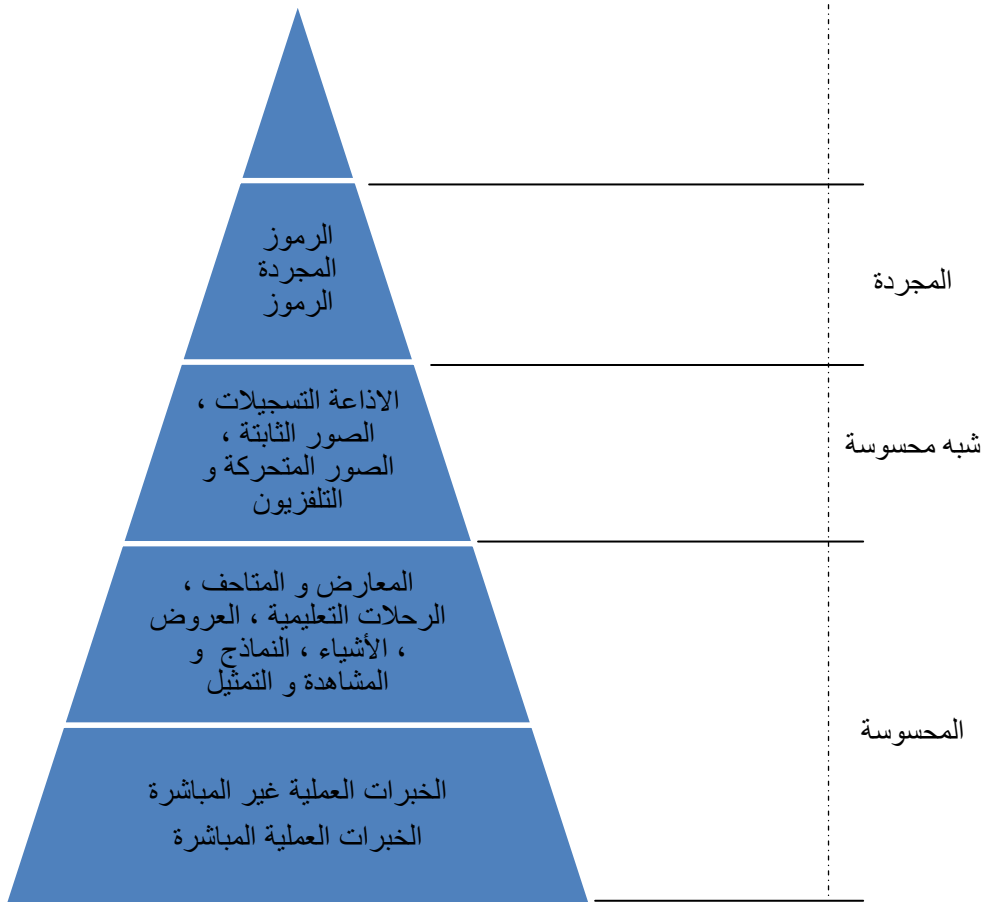 الرموز
المجردة
الرموز
المجردة
الاذاعة التسجيلات ،
الصور الثابتة ،
الصور المتحركة و
التلفزيون
شبه محسوسة
المعارض و المتاحف ،
الرحلات التعليمية ، العروض
، الأشياء ، النماذج و
المشاهدة و التمثيل
المحسوسة
الخبرات العملية غير المباشرة
الخبرات العملية المباشرة